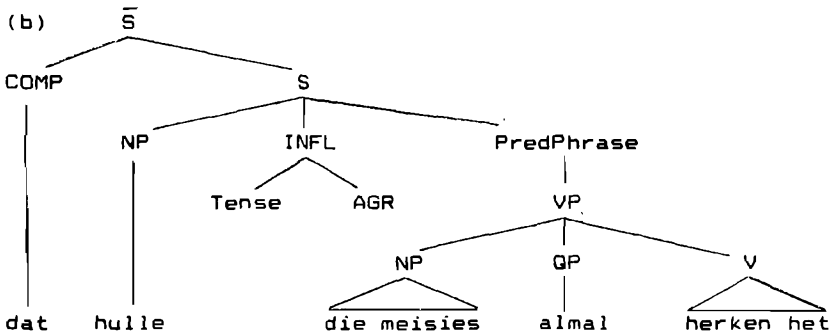 (b) S̄
COMP S
NP INFL PredPhrase
Tense AGR VP
NP QP V
dat hulle die meisies almal herken het